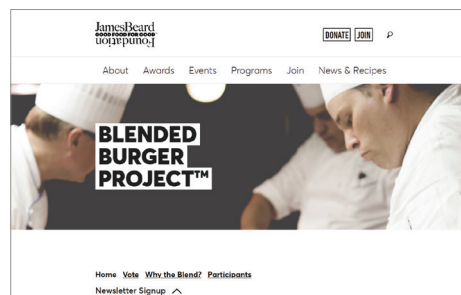 JamesBeard
GOOD FOOD FOR GOOD
Foundation
DONATE JOIN
About Awards Events Programs Join News & Recipes
BLENDED
BURGER
PROJECT™
Home Vote Why the Blend? Participants
Newsletter Signup